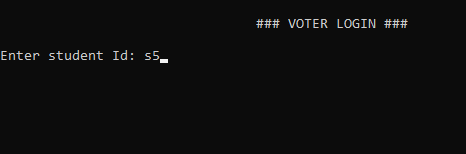 ### VOTER LOGIN ###
Enter student Id: s5